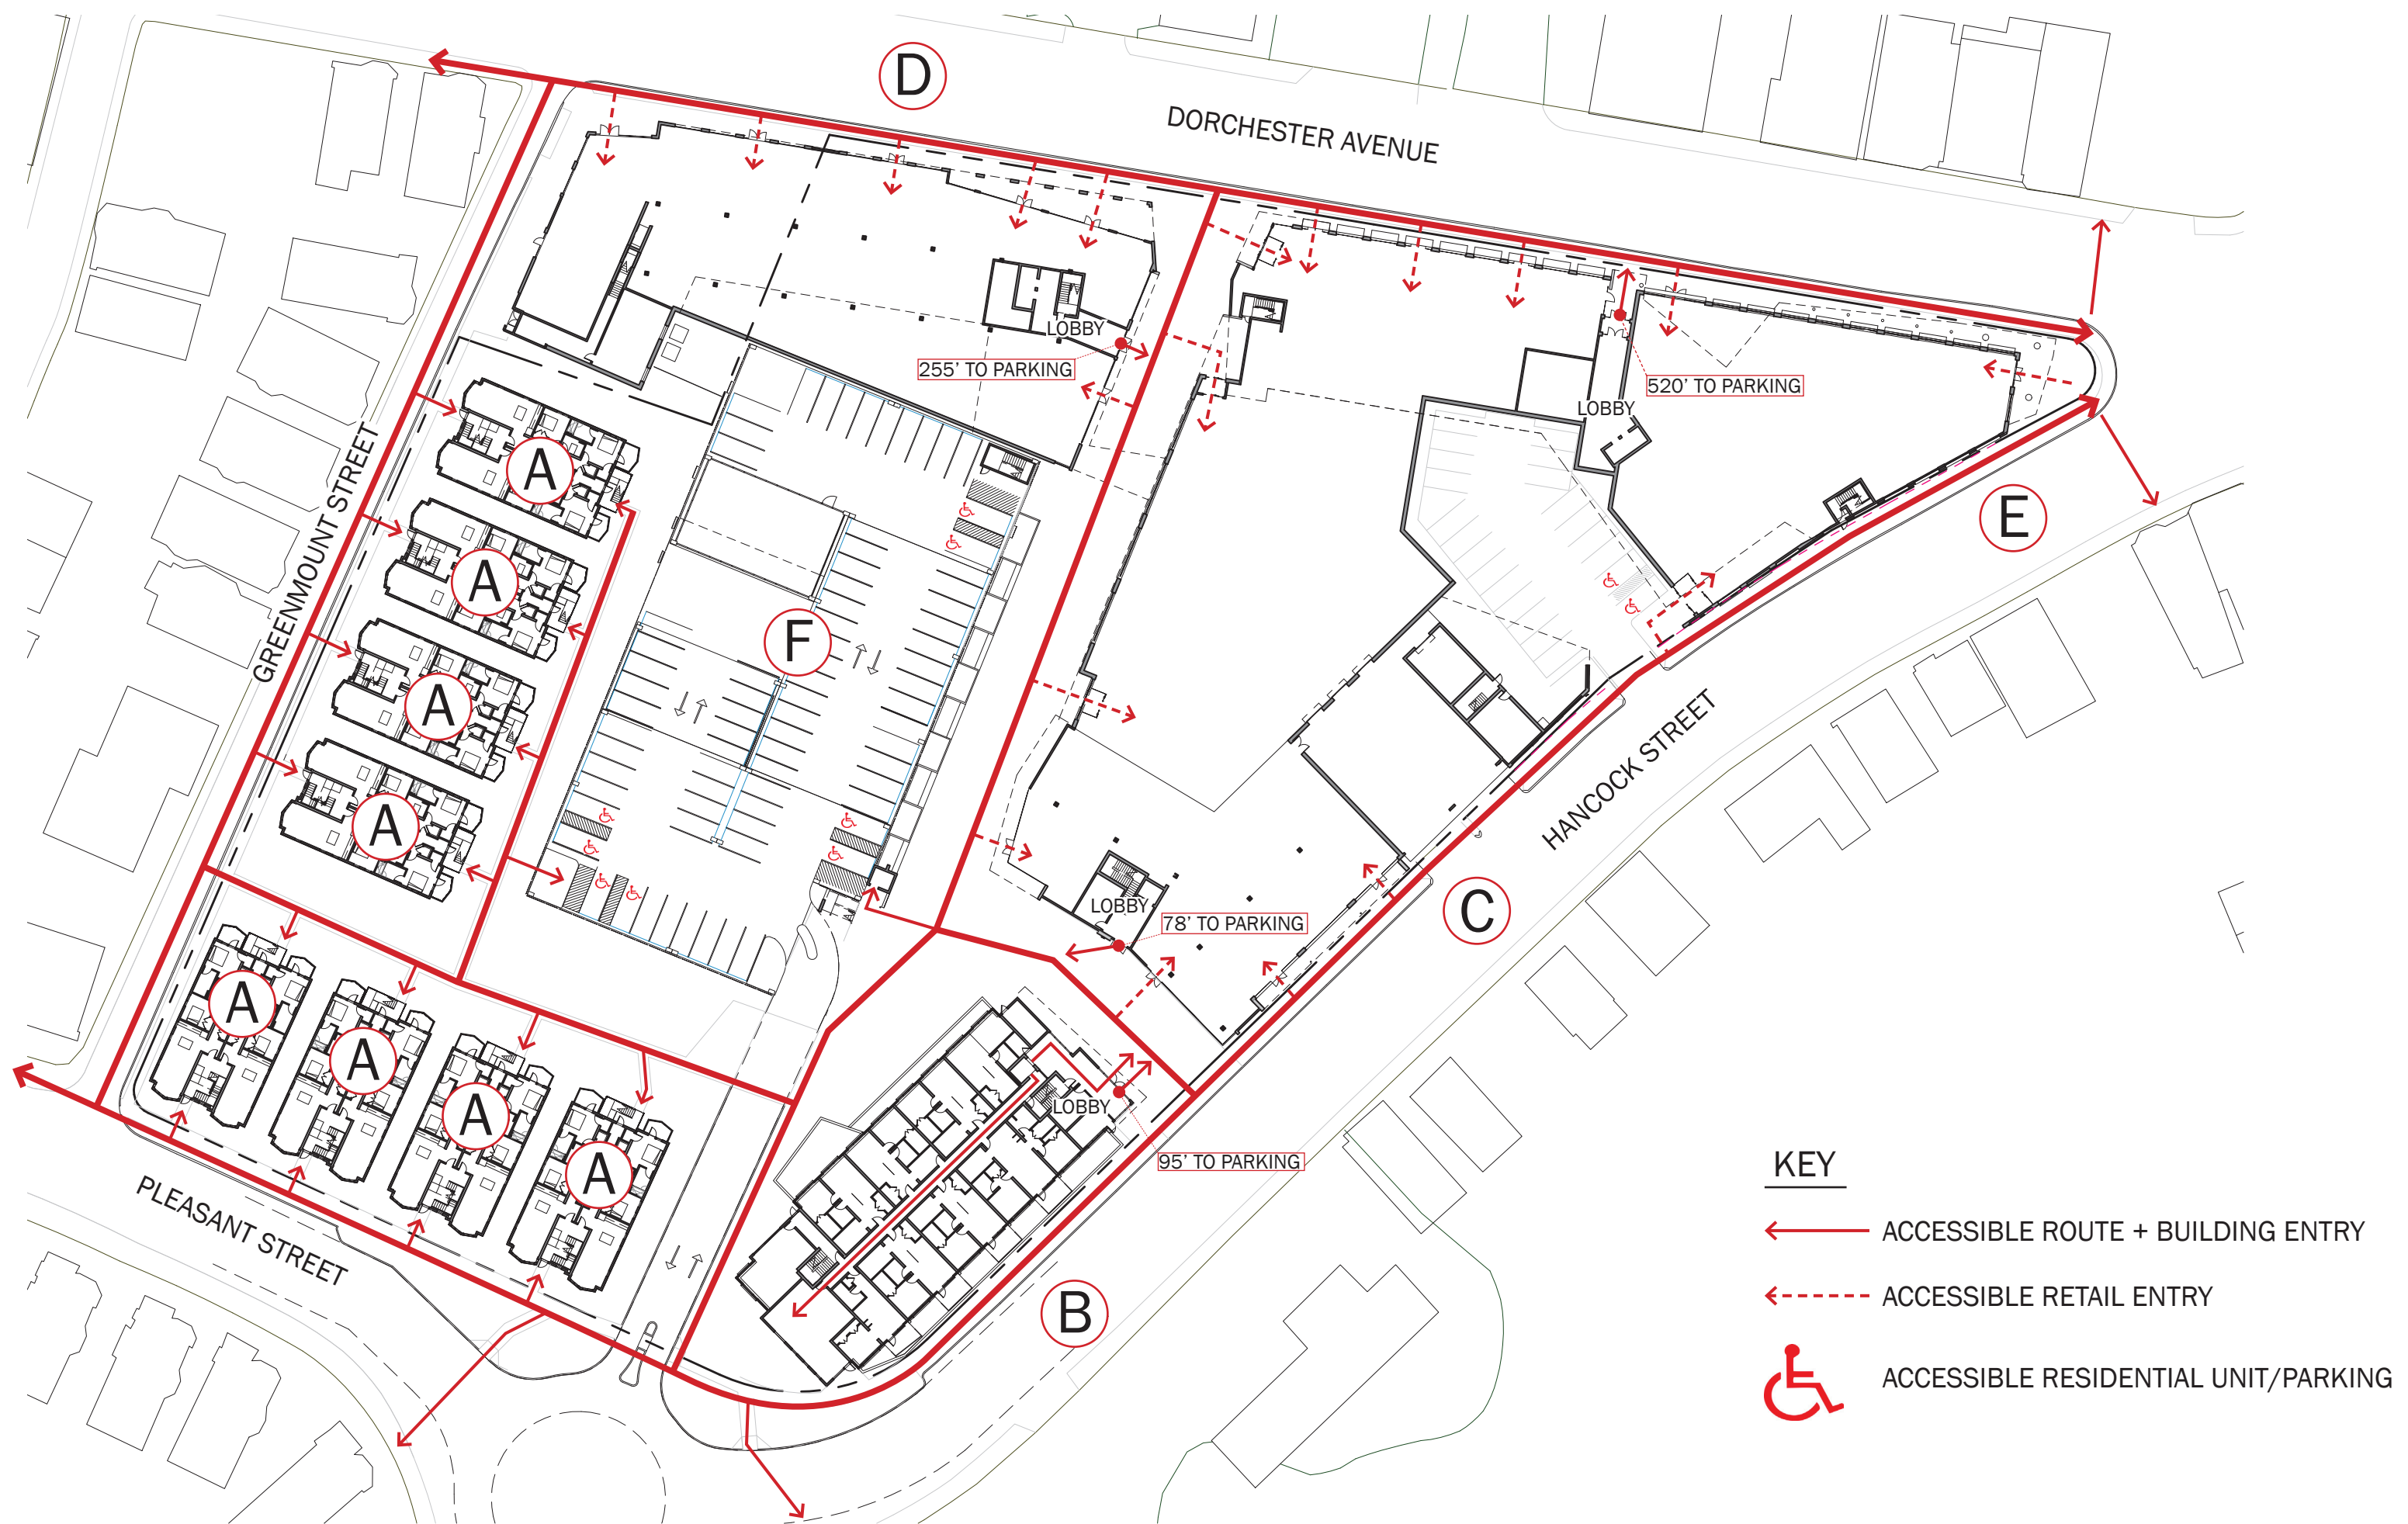 D
DORCHESTER AVENUE
LOBBY
255' TO PARKING
520' TO PARKING
LOBBY
GREENMOUNT STREET
A
A
A
A
F
E
HANCOCK STREET
C
LOBBY
78' TO PARKING
A
A
A
A
LOBBY
95' TO PARKING
PLEASANT STREET
B
KEY
ACCESSIBLE ROUTE + BUILDING ENTRY
ACCESSIBLE RETAIL ENTRY
ACCESSIBLE RESIDENTIAL UNIT/PARKING